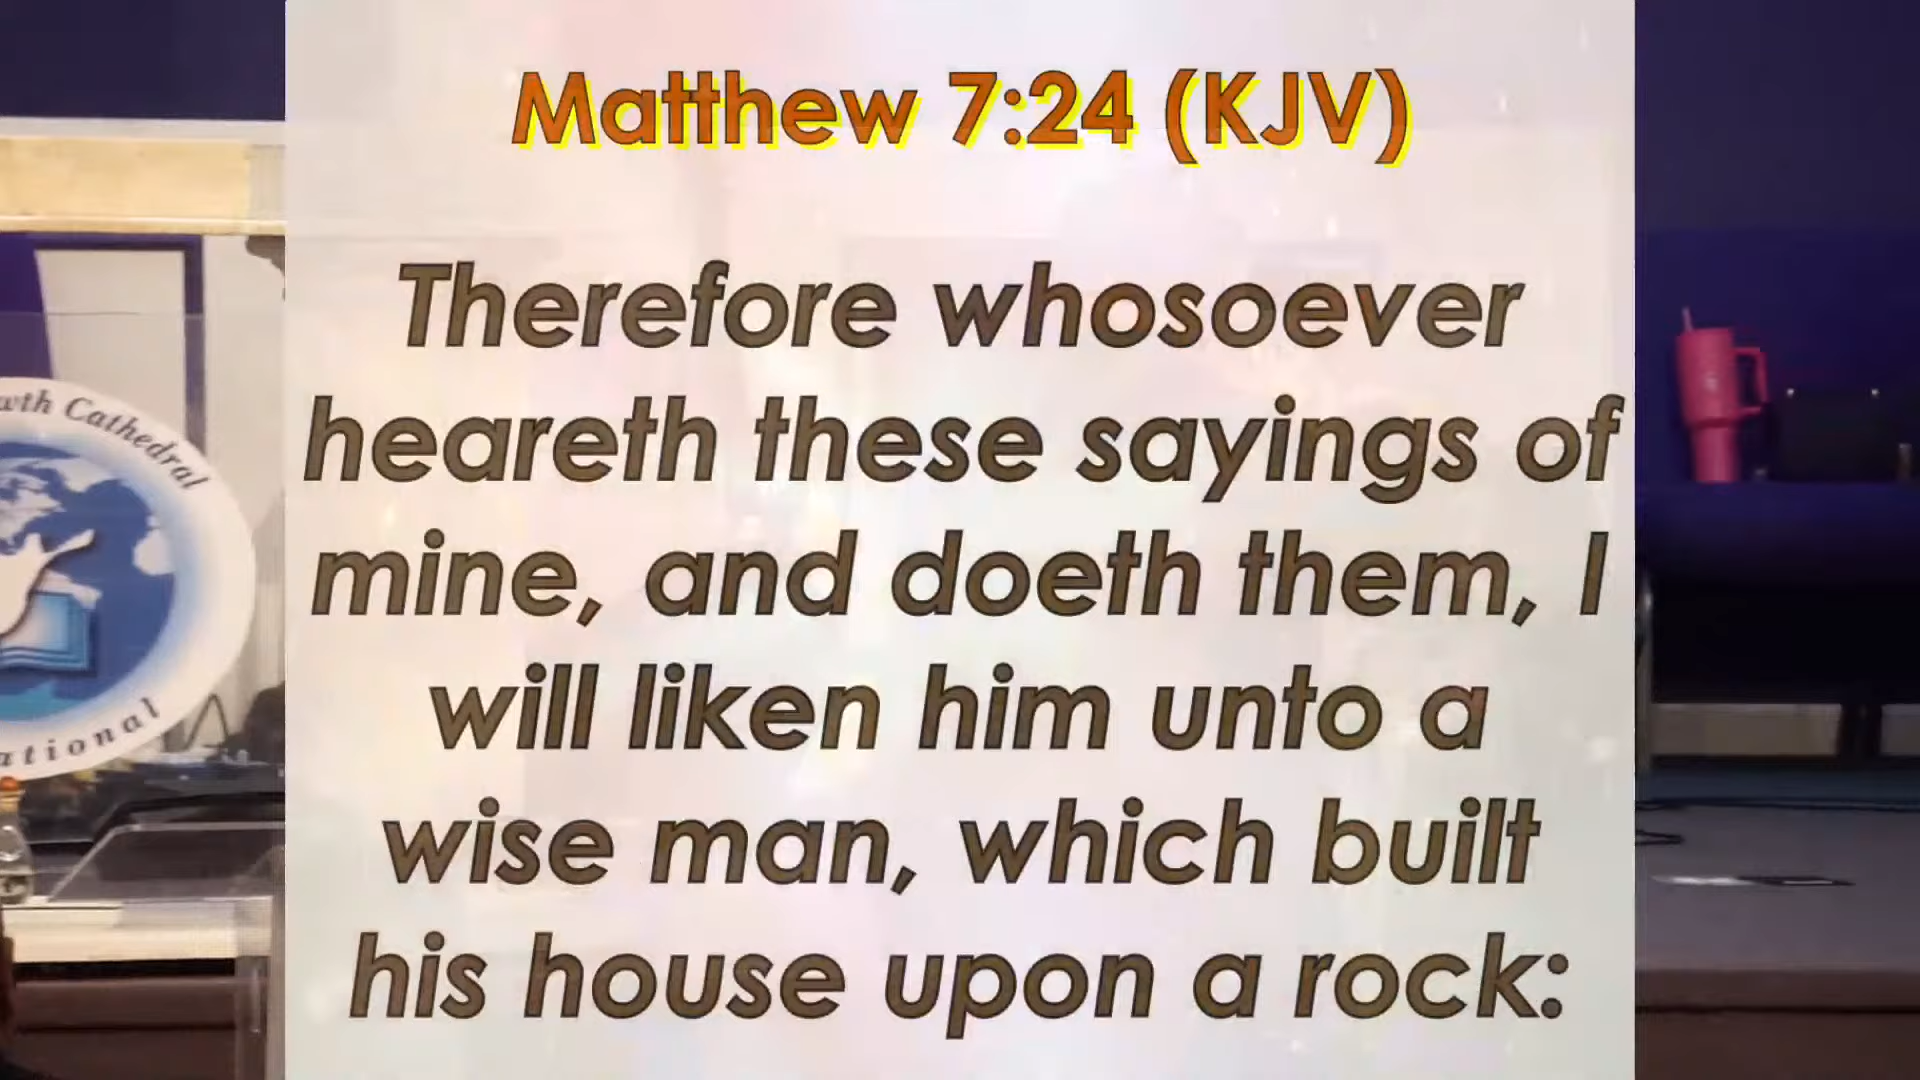 Matthew 7:24 (KJV)
Therefore whosoever
heareth these sayings of
mine, and doeth them, I
will liken him unto a
wise man, which built
his house upon a rock:
Cathedral